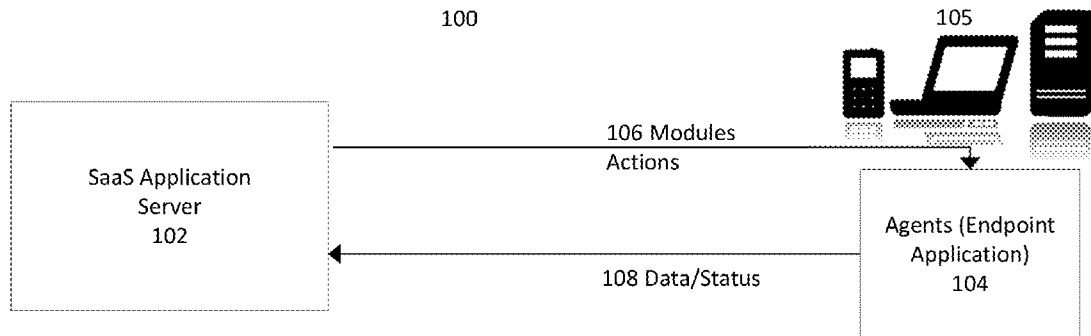 100
105
106 Modules
Actions
SaaS Application
Server
102
Agents (Endpoint
Application)
104
108 Data/Status